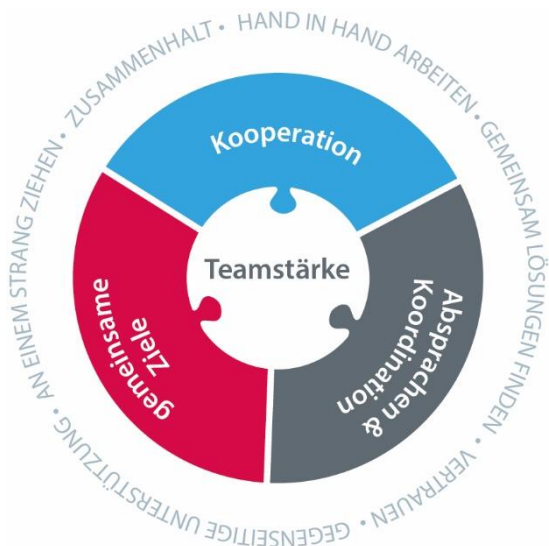 ZUSAMMENHALT • HAND IN HAND ARBEITEN • GEMEINSAM LÖSUNGEN FINDEN • VERTRAUEN • GEGENSEITIGE UNTERSTÜTZUNG • AN EINEM STRANG ZIEHEN •
Kooperation
Teamstärke
Absprachen &
Koordination
gemeinsame
Ziele